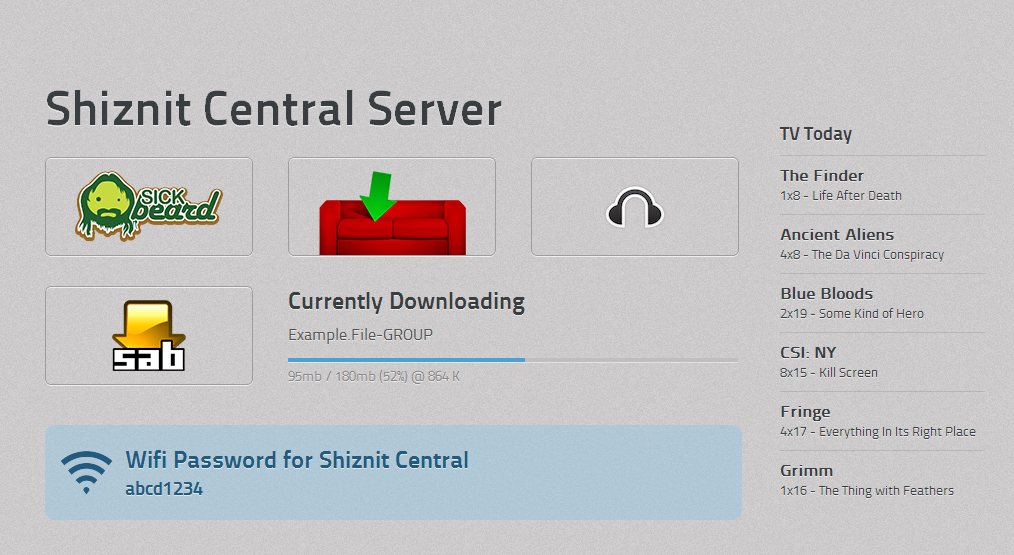 Shiznit Central Server
SICK
beard
sab
Currently Downloading
Example.File-GROUP
95mb / 180mb (52%) @ 864 K
Wifi Password for Shiznit Central
abcd1234
TV Today
The Finder
1x8 - Life After Death
Ancient Aliens
4x8 - The Da Vinci Conspiracy
Blue Bloods
2x19 - Some Kind of Hero
CSI: NY
8x15 - Kill Screen
Fringe
4x17 - Everything In Its Right Place
Grimm
1x16 - The Thing with Feathers